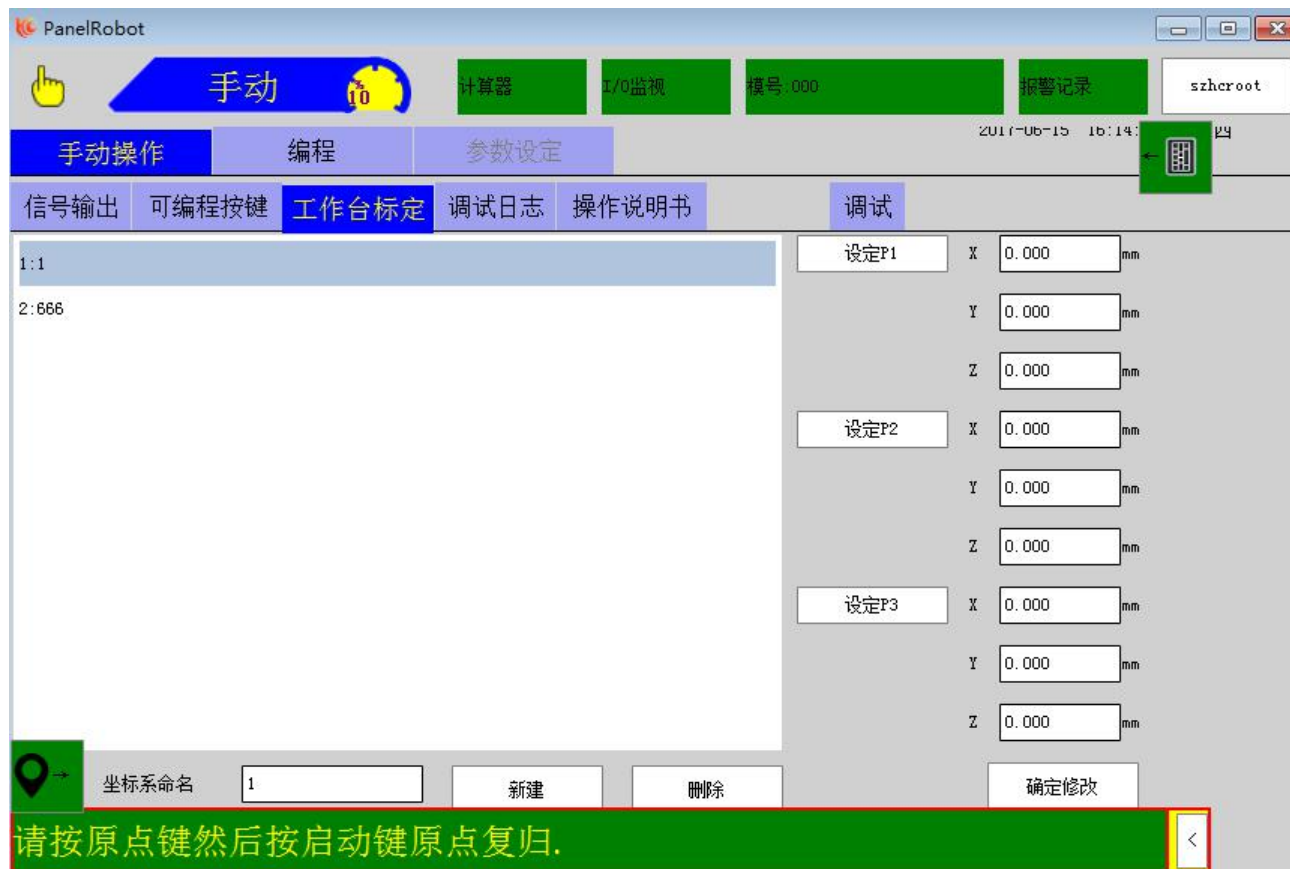 PanelRobot
手动 %10 计算器 I/O监视 模号:000 报警记录 szhcroot
手动操作 编程 参数设定 2017-06-15 16:14: 四
信号输出 可编程按键 工作台标定 调试日志 操作说明书 调试
1:1
2:666
设定P1 X 0.000 mm
Y 0.000 mm
Z 0.000 mm
设定P2 X 0.000 mm
Y 0.000 mm
Z 0.000 mm
设定P3 X 0.000 mm
Y 0.000 mm
Z 0.000 mm
坐标系命名 1 新建 删除 确定修改
请按原点键然后按启动键原点复归.